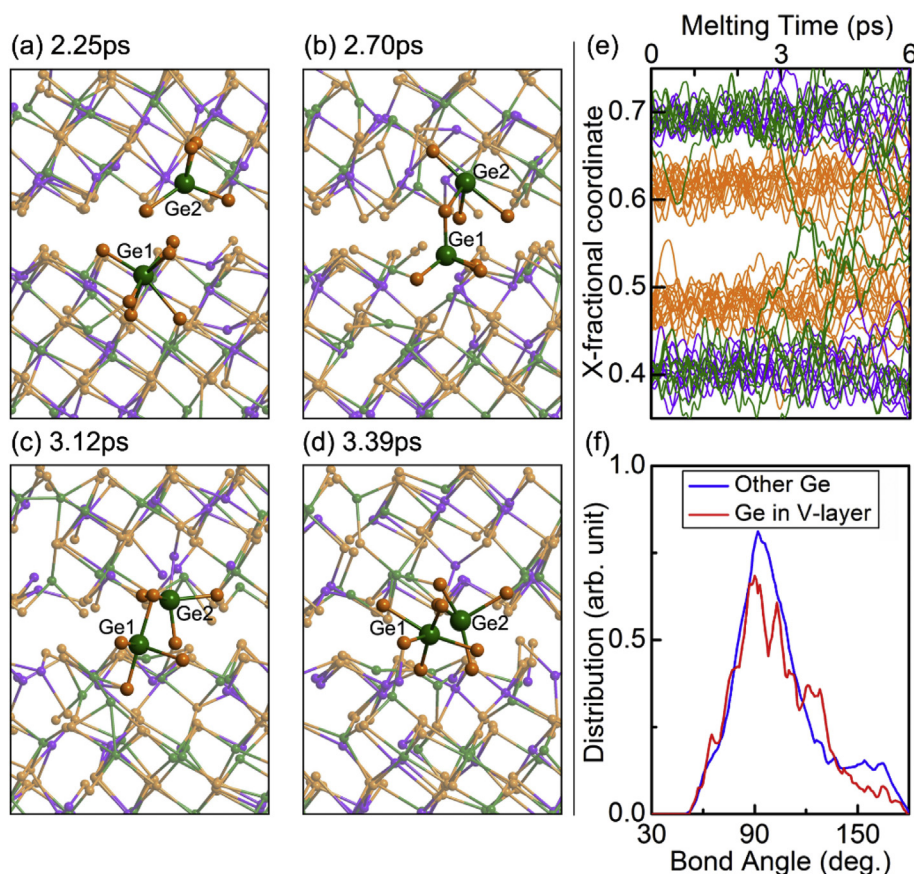 (a) 2.25ps
Ge2
Ge1
(b) 2.70ps
Ge2
Ge1
(c) 3.12ps
Ge2
Ge1
(d) 3.39ps
Ge1
Ge2
(e)
Melting Time (ps)
0 3 6
X-fractional coordinate
0.7
0.6
0.5
0.4
(f)
Distribution (arb. unit)
1.0
0.5
0.0
Other Ge
Ge in V-layer
30 90 150
Bond Angle (deg.)